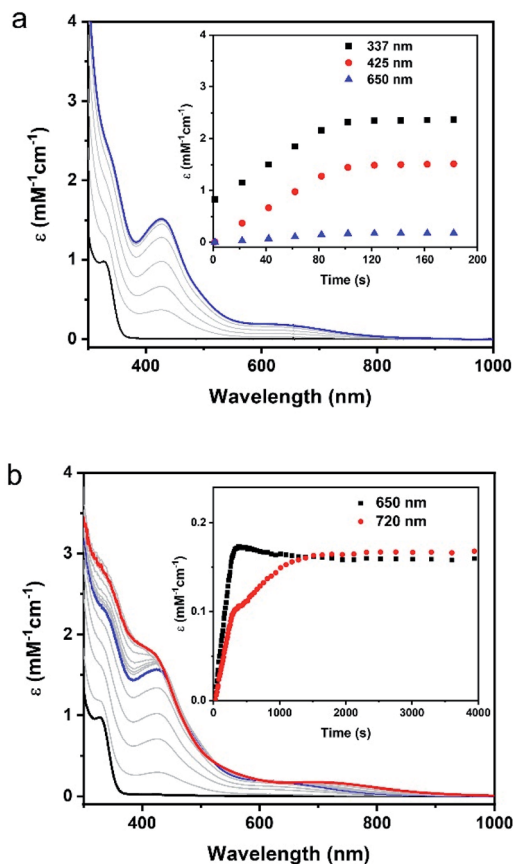 a
4
3
2
1
0
ε (mM⁻¹cm⁻¹)
400
600
800
1000
Wavelength (nm)
337 nm
425 nm
650 nm
4
3
2
1
0
ε (mM⁻¹cm⁻¹)
0
40
80
120
160
200
Time (s)
b
4
3
2
1
0
ε (mM⁻¹cm⁻¹)
400
600
800
1000
Wavelength (nm)
650 nm
720 nm
0.2
0.1
0.0
ε (mM⁻¹cm⁻¹)
0
1000
2000
3000
4000
Time (s)